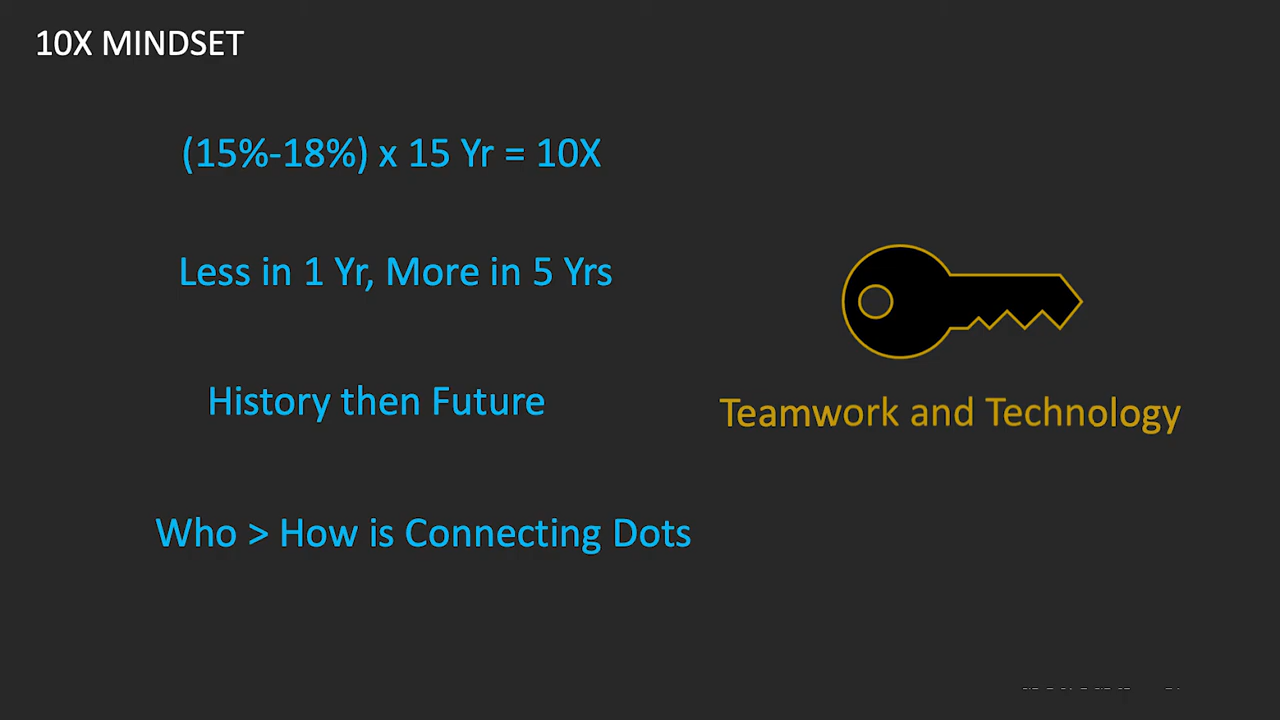 10X MINDSET
(15%-18%) x 15 Yr = 10X
Less in 1 Yr, More in 5 Yrs
History then Future
Teamwork and Technology
Who > How is Connecting Dots